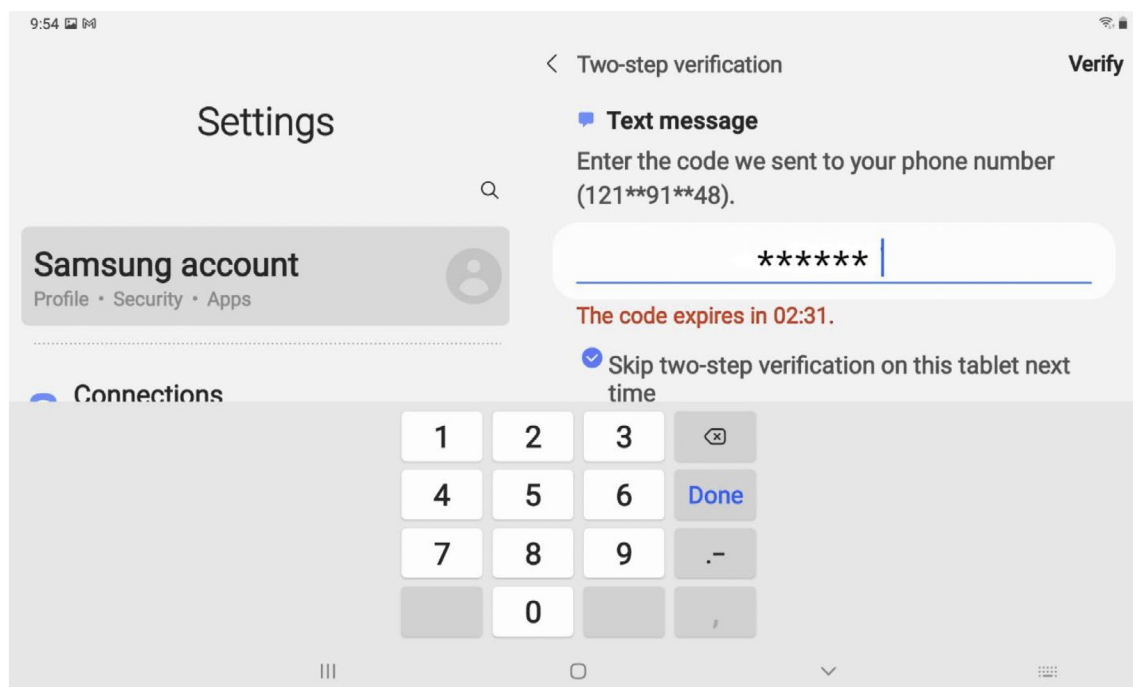 9:54
Settings
Samsung account
Profile • Security • Apps
Connections
Two-step verification
Verify
Text message
Enter the code we sent to your phone number
(121**91**48).
******
The code expires in 02:31.
Skip two-step verification on this tablet next
time
1 2 3
4 5 6 Done
7 8 9 .-
0 ,